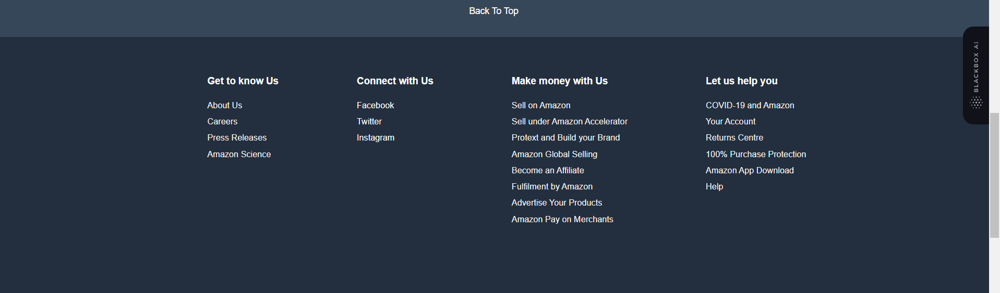 Back To Top
BLACKBOX AI
Get to know Us
About Us
Careers
Press Releases
Amazon Science
Connect with Us
Facebook
Twitter
Instagram
Make money with Us
Sell on Amazon
Sell under Amazon Accelerator
Protext and Build your Brand
Amazon Global Selling
Become an Affiliate
Fulfilment by Amazon
Advertise Your Products
Amazon Pay on Merchants
Let us help you
COVID-19 and Amazon
Your Account
Returns Centre
100% Purchase Protection
Amazon App Download
Help